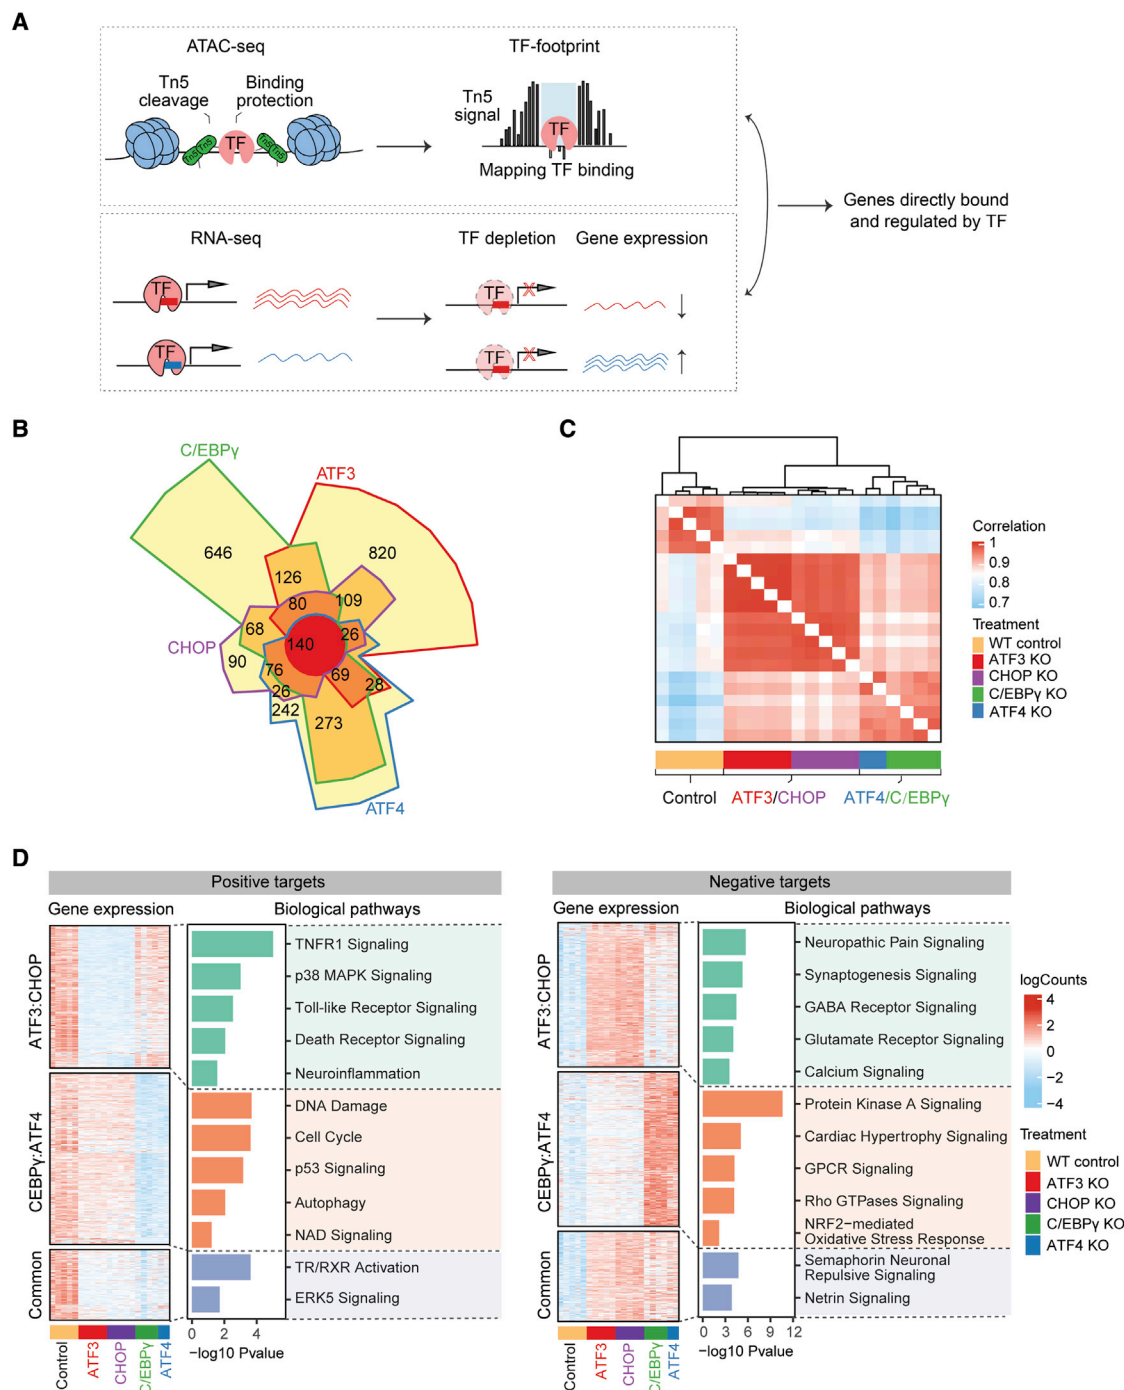 A
ATAC-seq
TF-footprint
Tn5
cleavage
Binding
protection
TF
Tn5
Tn5
Tn5
Tn5
Tn5
signal
TF
Mapping TF binding
Genes directly bound
and regulated by TF
RNA-seq
TF depletion
Gene expression
TF
TF
X
↓
TF
TF
X
↑
B
C/EBPγ
ATF3
646
820
126
80
109
68
26
CHOP
140
90
76
69
28
26
242
273
ATF4
C
Correlation
1
0.9
0.8
0.7
Treatment
WT control
ATF3 KO
CHOP KO
C/EBPγ KO
ATF4 KO
Control
ATF3/CHOP
ATF4/C/EBPγ
D
Positive targets
Gene expression
Biological pathways
ATF3:CHOP
TNFR1 Signaling
p38 MAPK Signaling
Toll-like Receptor Signaling
Death Receptor Signaling
Neuroinflammation
CEBPγ:ATF4
DNA Damage
Cell Cycle
p53 Signaling
Autophagy
NAD Signaling
Common
TR/RXR Activation
ERK5 Signaling
0 2 4
−log10 Pvalue
Control
ATF3
CHOP
C/EBPγ
ATF4
Negative targets
Gene expression
Biological pathways
ATF3:CHOP
Neuropathic Pain Signaling
Synaptogenesis Signaling
GABA Receptor Signaling
Glutamate Receptor Signaling
Calcium Signaling
CEBPγ:ATF4
Protein Kinase A Signaling
Cardiac Hypertrophy Signaling
GPCR Signaling
Rho GTPases Signaling
NRF2−mediated
Oxidative Stress Response
Common
Semaphorin Neuronal
Repulsive Signaling
Netrin Signaling
0 3 6 9 12
−log10 Pvalue
Control
ATF3
CHOP
C/EBPγ
ATF4
logCounts
4
2
0
−2
−4
Treatment
WT control
ATF3 KO
CHOP KO
C/EBPγ KO
ATF4 KO